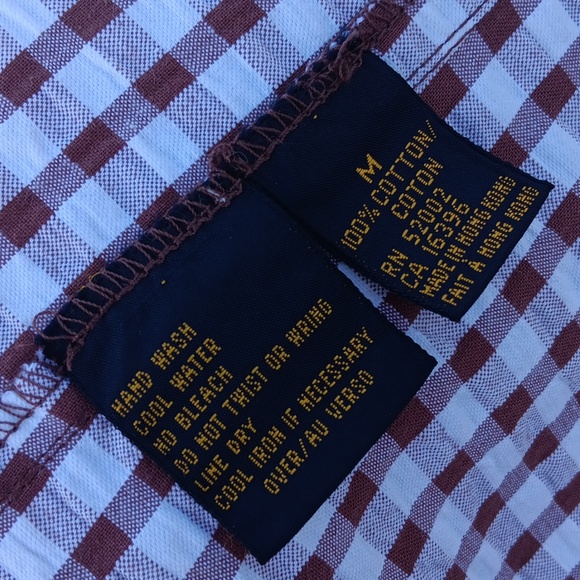 M
100% COTTON/
COTON
RN 52002
CA 16395
MADE IN HONG KONG
FAIT À HONG KONG
HAND WASH
COOL WATER
NO BLEACH
DO NOT TWIST OR WRING
LINE DRY
COOL IRON IF NECESSARY
OVER/AU VERSO